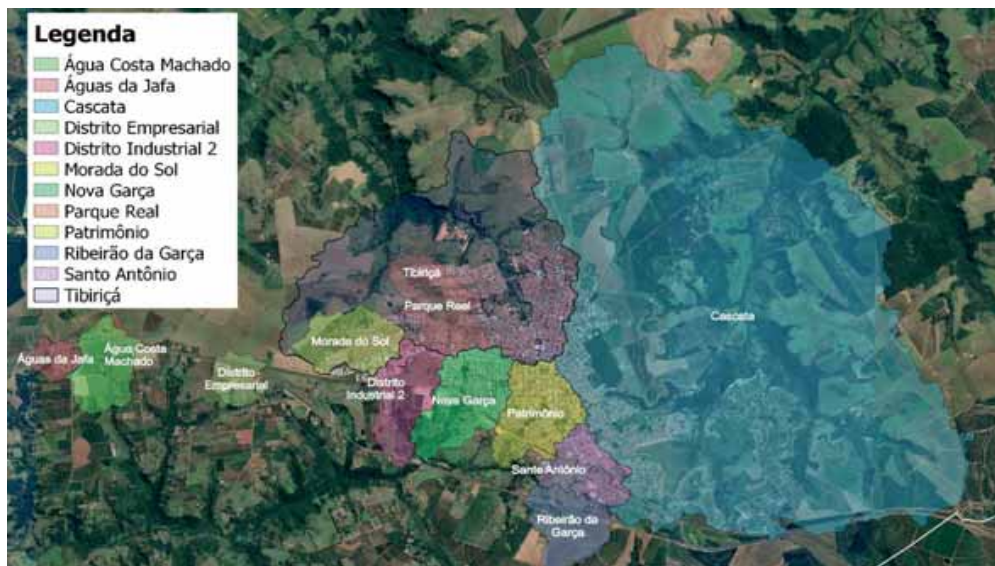 Legenda
Água Costa Machado
Águas da Jafa
Cascata
Distrito Empresarial
Distrito Industrial 2
Morada do Sol
Nova Garça
Parque Real
Patrimônio
Ribeirão da Garça
Santo Antônio
Tibiriçá
Tibiriçá
Parque Real
Cascata
Morada do Sol
Águas da Jafa
Água Costa
Machado
Distrito
Empresarial
Distrito
Industrial 2
Nova Garça
Patrimônio
Santo Antônio
Ribeirão da
Garça